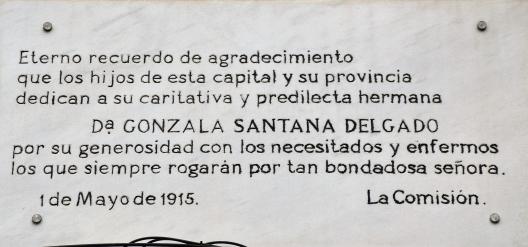 Eterno recuerdo de agradecimiento
que los hijos de esta capital y su provincia
dedican a su caritativa y predilecta hermana
Dª GONZALA SANTANA DELGADO
por su generosidad con los necesitados y enfermos
los que siempre rogarán por tan bondadosa señora.
1 de Mayo de 1915. La Comisión.